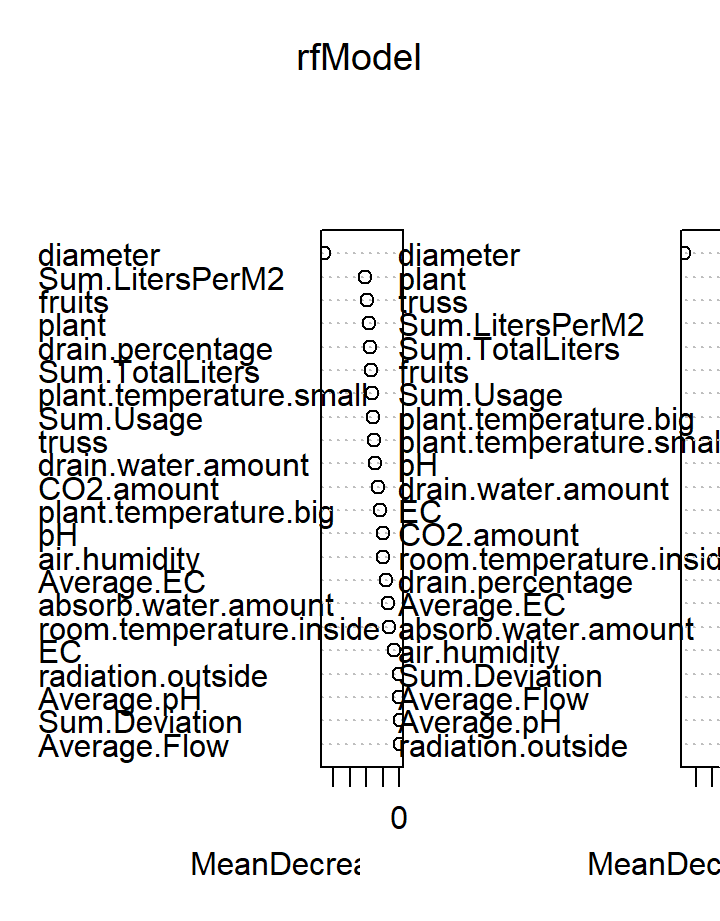 rfModel
diameter
Sum.LitersPerM2
fruits
plant
drain.percentage
Sum.TotalLiters
plant.temperature.small
Sum.Usage
truss
drain.water.amount
CO2.amount
plant.temperature.big
pH
air.humidity
Average.EC
absorb.water.amount
room.temperature.inside
EC
radiation.outside
Average.pH
Sum.Deviation
Average.Flow
0
MeanDecrea
diameter
plant
truss
Sum.LitersPerM2
Sum.TotalLiters
fruits
Sum.Usage
plant.temperature.big
plant.temperature.smal
pH
drain.water.amount
EC
CO2.amount
room.temperature.insid
drain.percentage
Average.EC
absorb.water.amount
air.humidity
Sum.Deviation
Average.Flow
Average.pH
radiation.outside
MeanDec